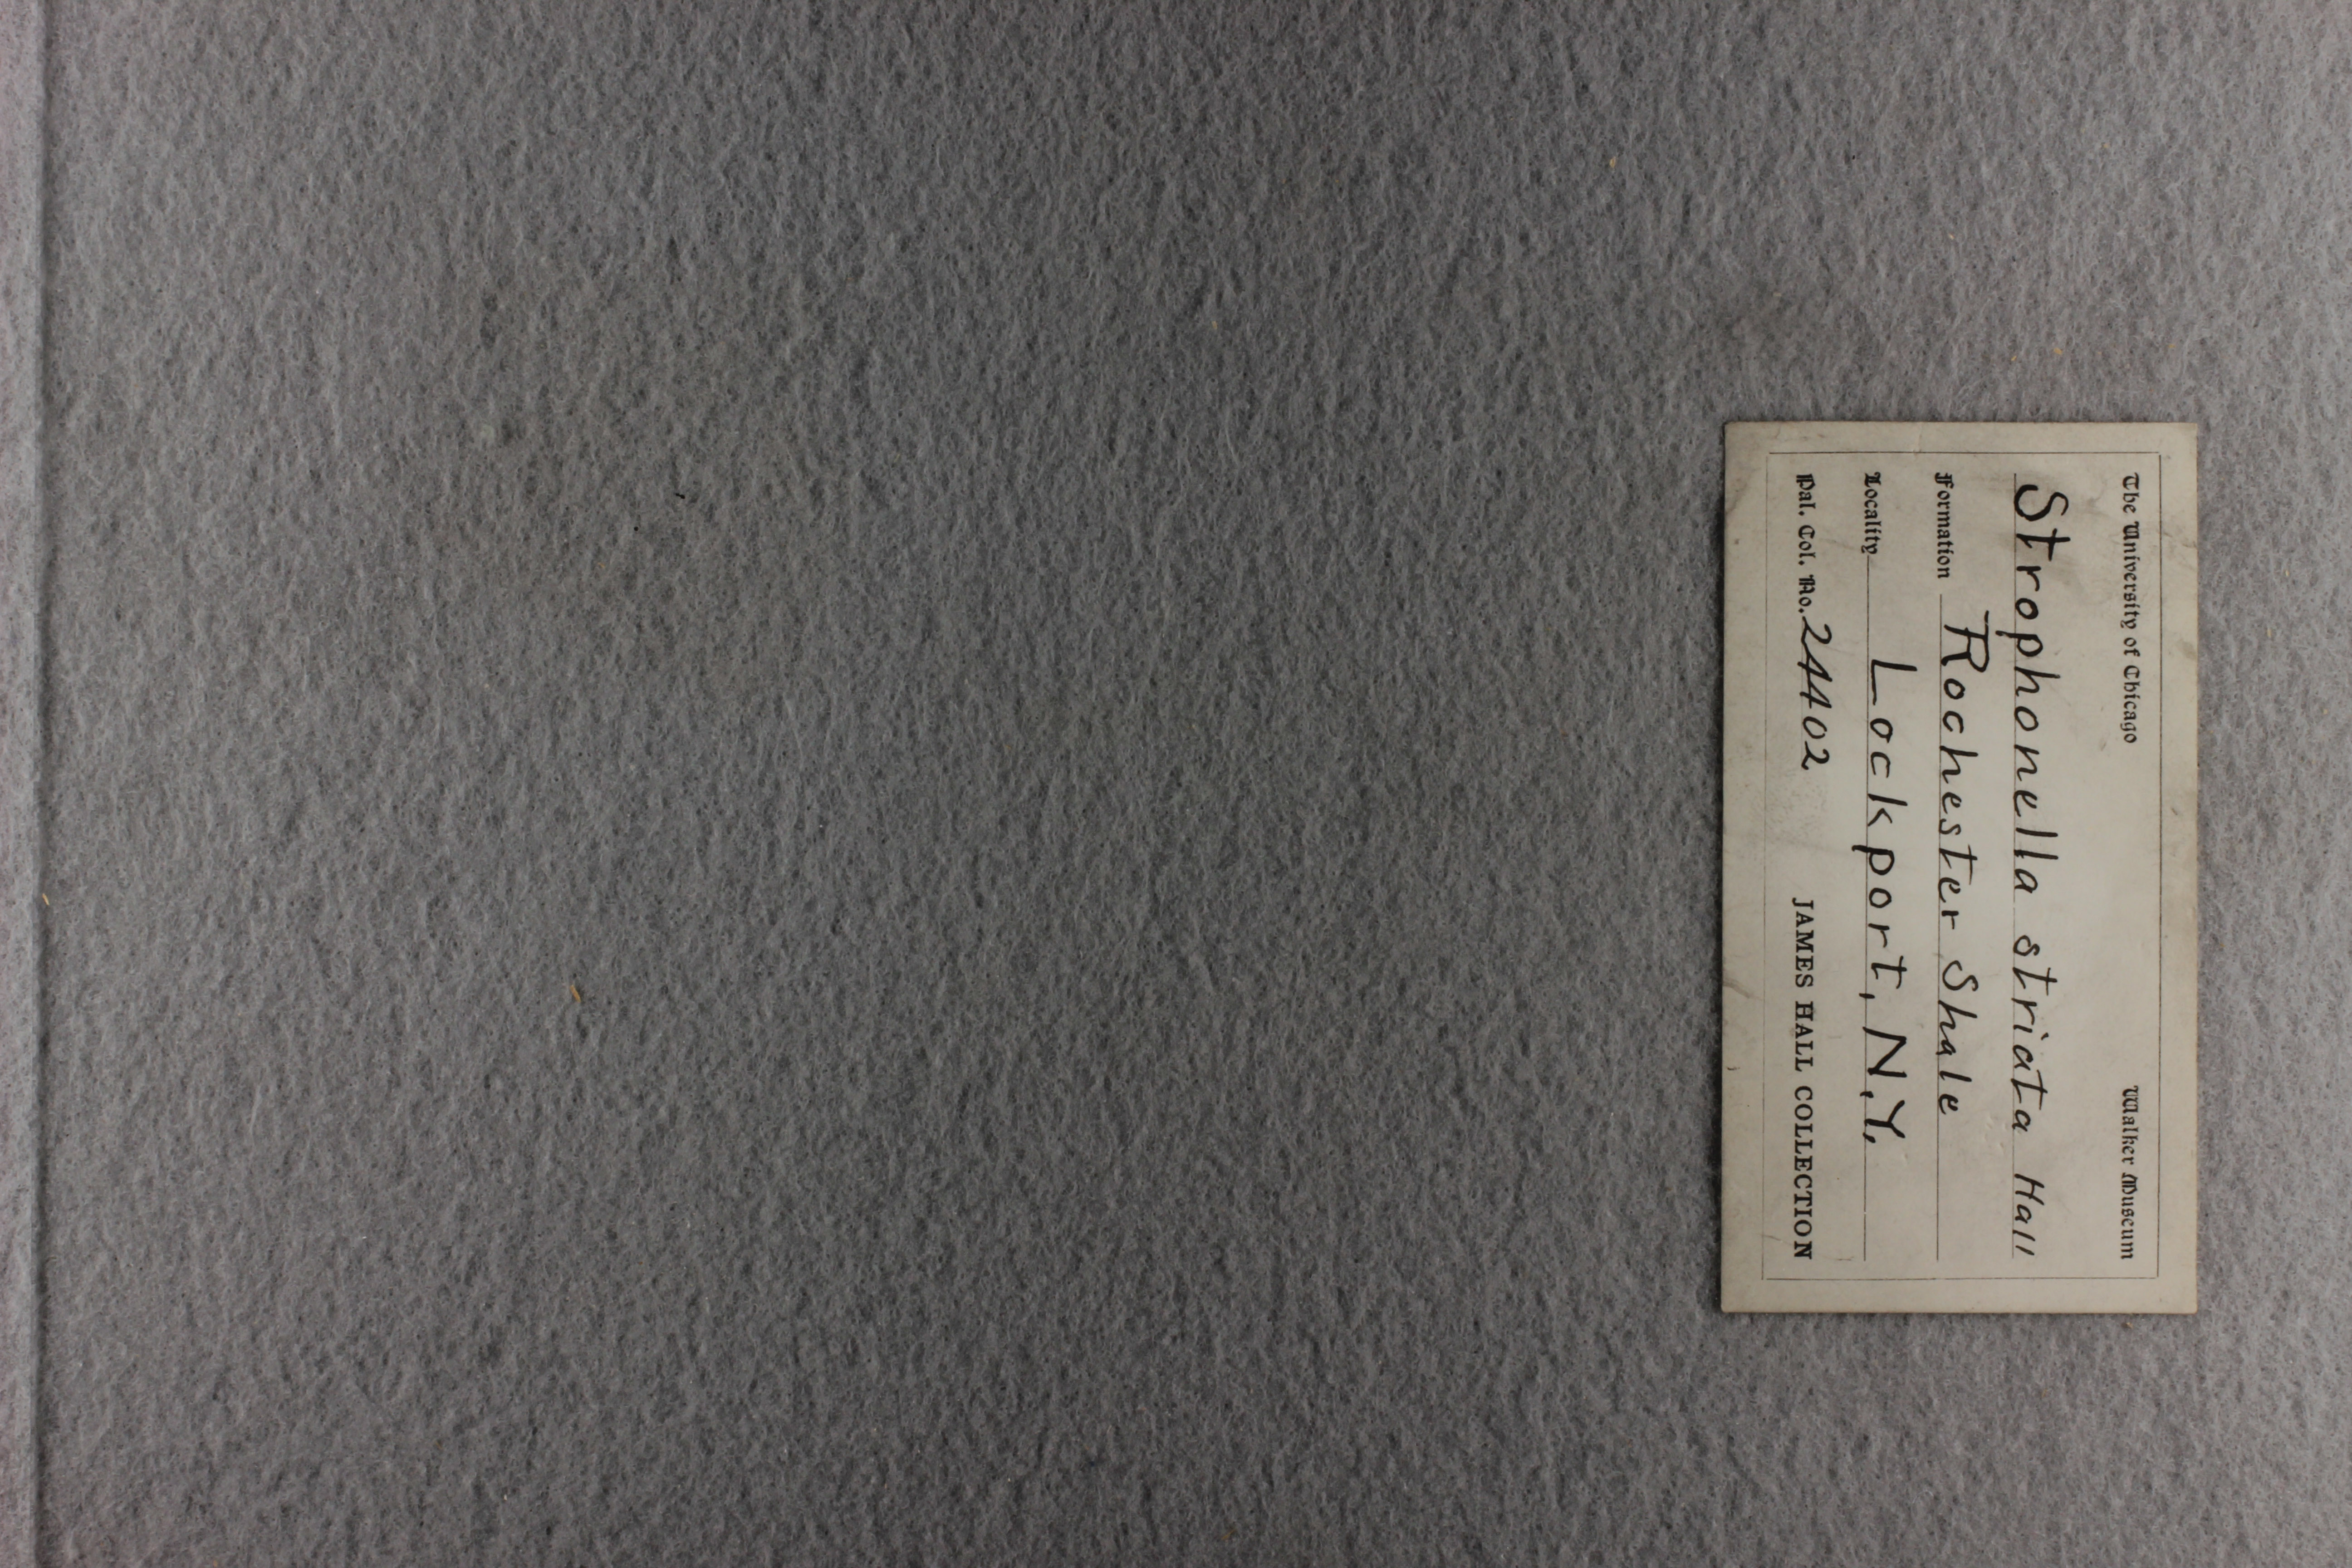 The University of Chicago Walker Museum
Strophonella striata Hall
Formation Rochester Shale
Locality Lockport, N.Y.
Pal. Col. No. 24402 JAMES HALL COLLECTION